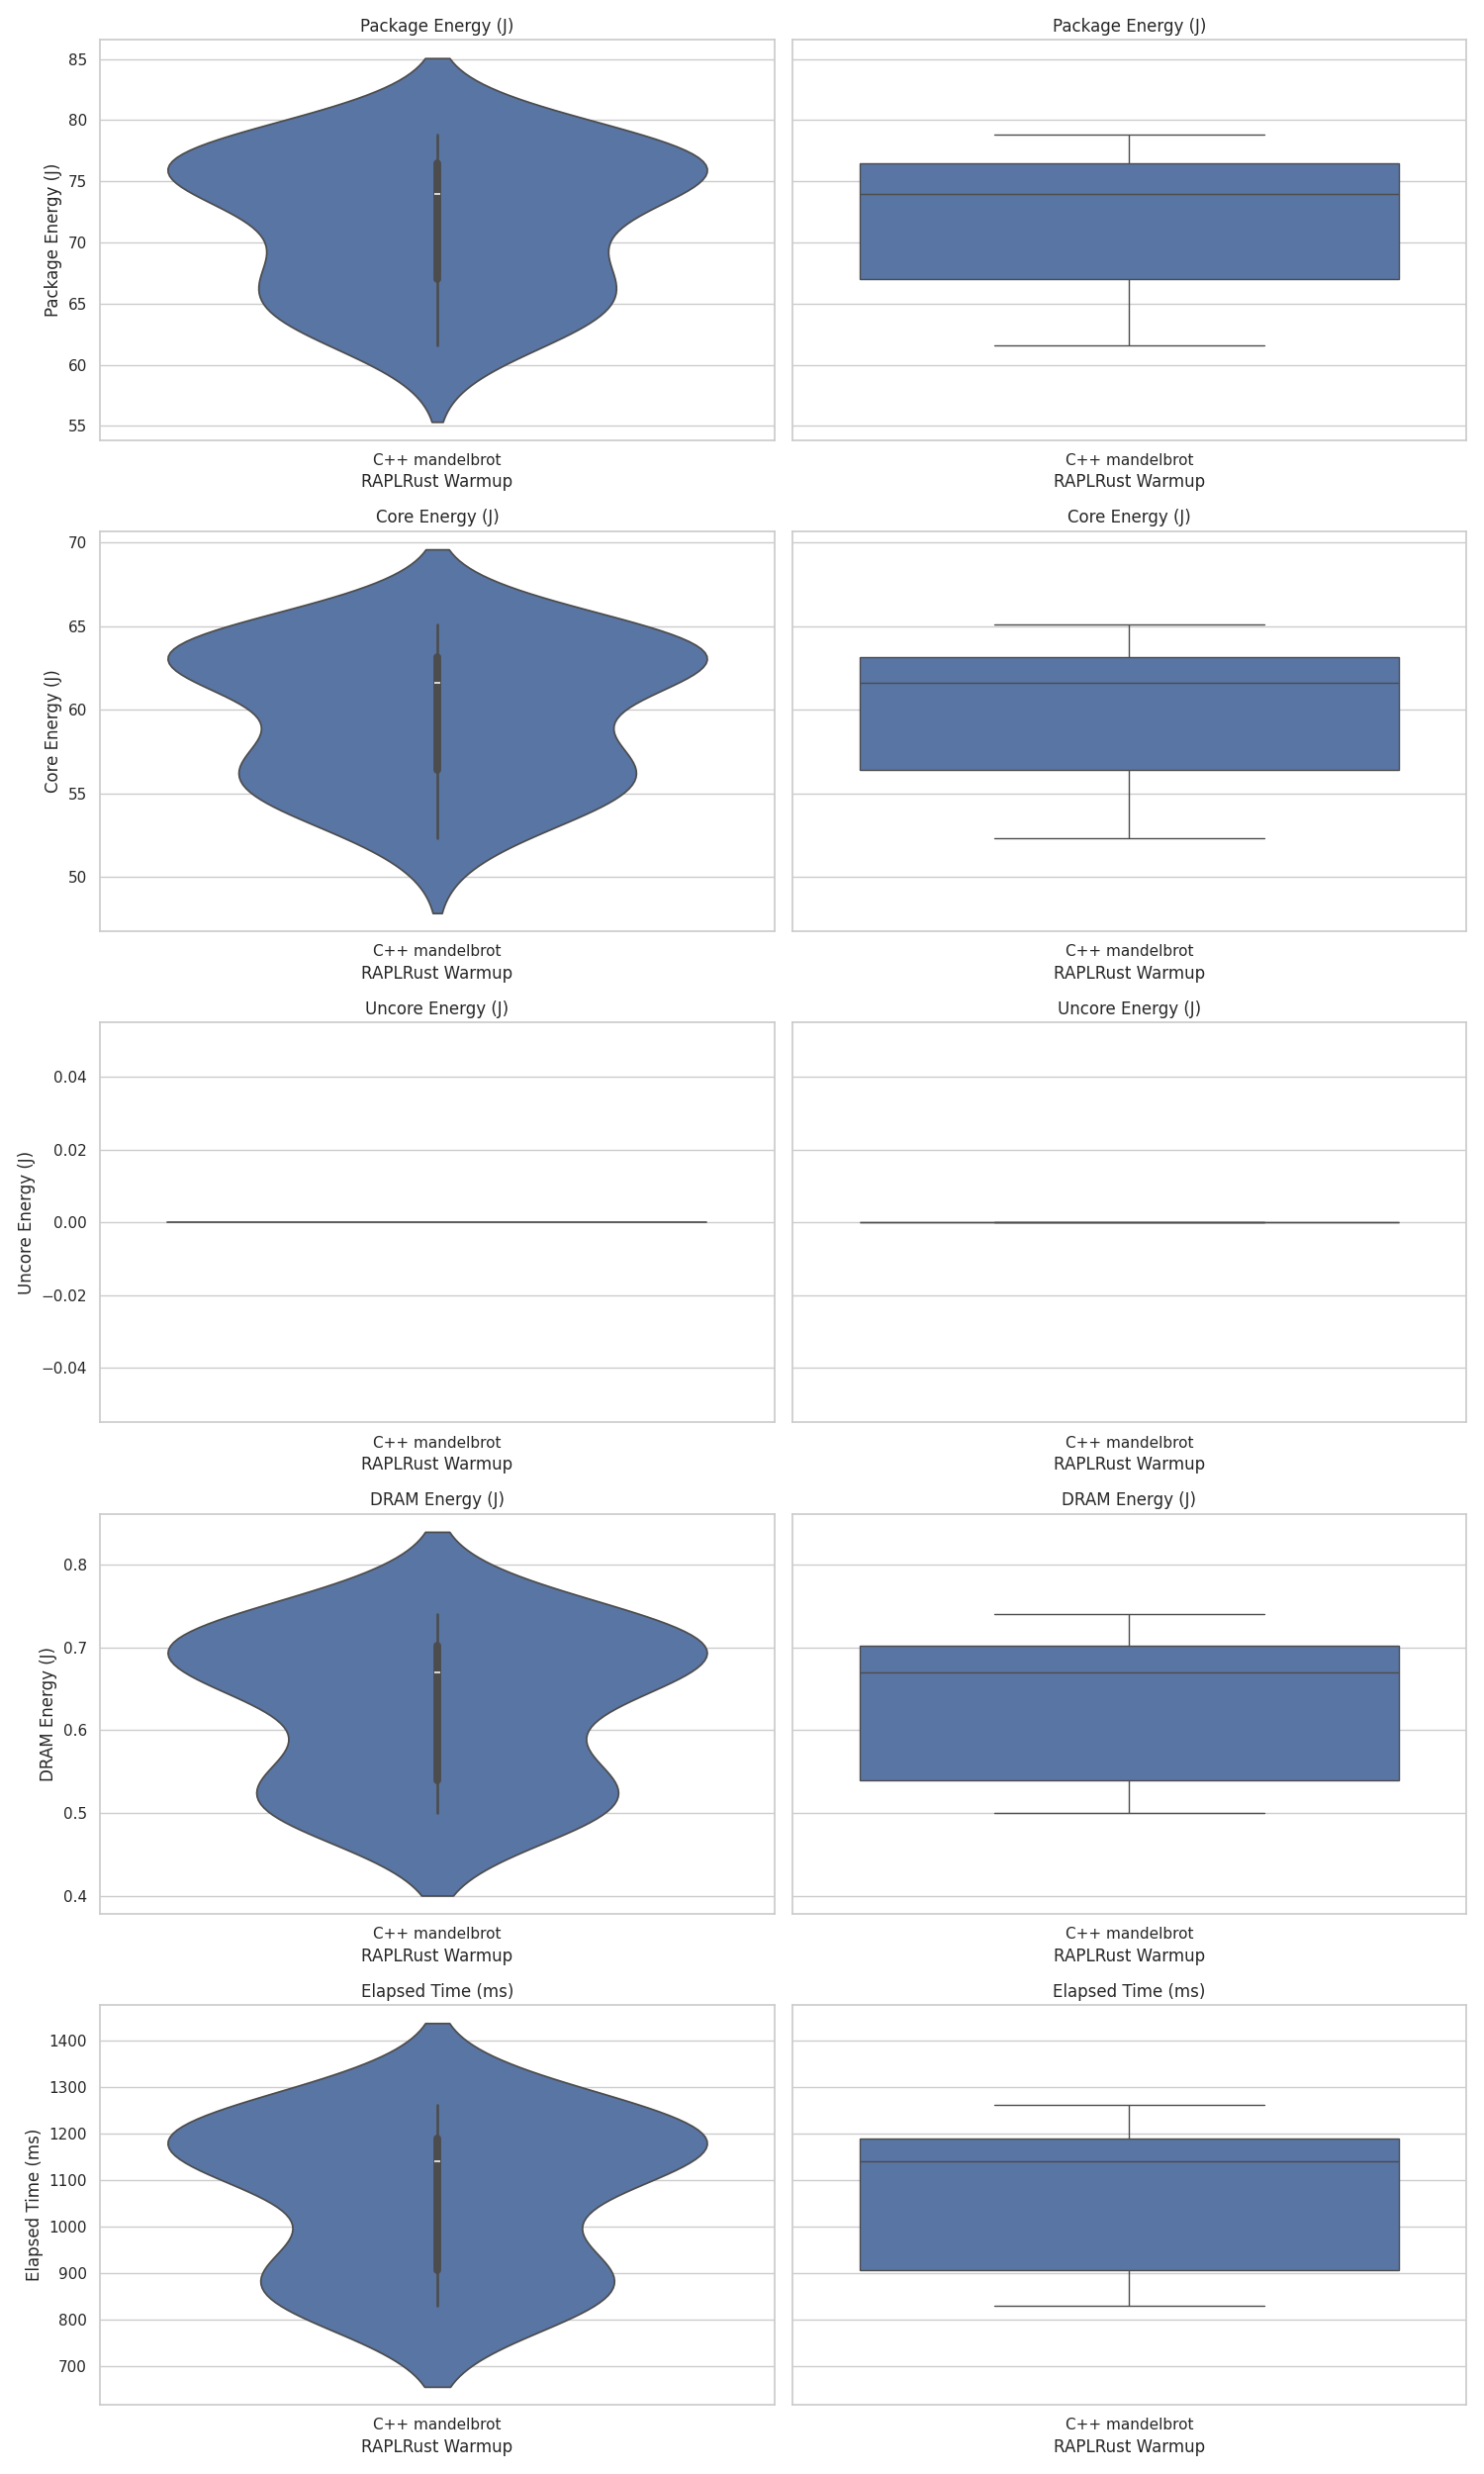 Package Energy (J)
Package Energy (J)
Package Energy (J)
85
80
75
70
65
60
55
C++ mandelbrot
RAPLRust Warmup
C++ mandelbrot
RAPLRust Warmup
Core Energy (J)
Core Energy (J)
Core Energy (J)
70
65
60
55
50
C++ mandelbrot
RAPLRust Warmup
C++ mandelbrot
RAPLRust Warmup
Uncore Energy (J)
Uncore Energy (J)
Uncore Energy (J)
0.04
0.02
0.00
−0.02
−0.04
C++ mandelbrot
RAPLRust Warmup
C++ mandelbrot
RAPLRust Warmup
DRAM Energy (J)
DRAM Energy (J)
DRAM Energy (J)
0.8
0.7
0.6
0.5
0.4
C++ mandelbrot
RAPLRust Warmup
C++ mandelbrot
RAPLRust Warmup
Elapsed Time (ms)
Elapsed Time (ms)
Elapsed Time (ms)
1400
1300
1200
1100
1000
900
800
700
C++ mandelbrot
RAPLRust Warmup
C++ mandelbrot
RAPLRust Warmup